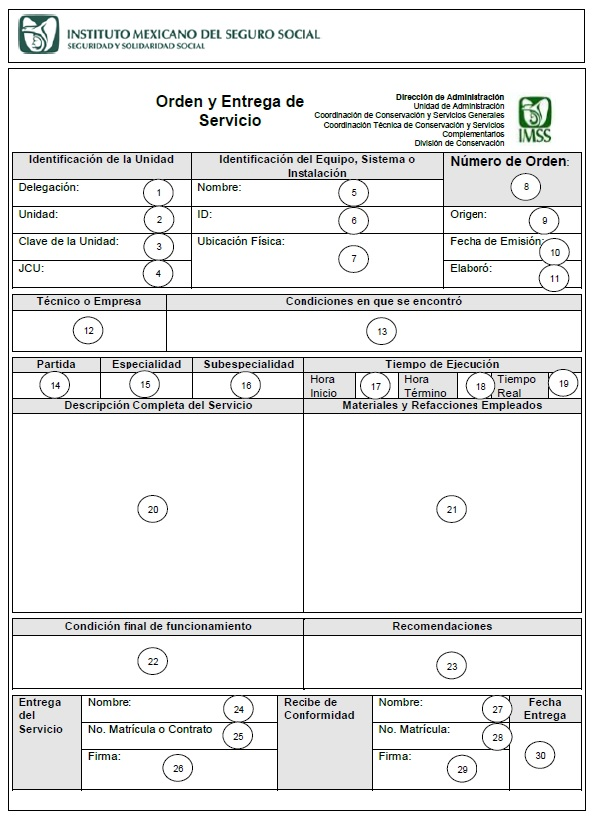 INSTITUTO MEXICANO DEL SEGURO SOCIAL
SEGURIDAD Y SOLIDARIDAD SOCIAL
Orden y Entrega de
Servicio
Dirección de Administración
Unidad de Administración
Coordinación de Conservación y Servicios Generales
Coordinación Técnica de Conservación y Servicios
Complementarios
División de Conservación
IMSS
Identificación de la Unidad
Identificación del Equipo, Sistema o
Instalación
Número de Orden:
8
Delegación: 1
Nombre: 5
Unidad: 2
ID: 6
Origen: 9
Clave de la Unidad: 3
Ubicación Física: 7
Fecha de Emisión: 10
JCU: 4
Elaboró: 11
Técnico o Empresa
Condiciones en que se encontró
12
13
Partida
Especialidad
Subespecialidad
Tiempo de Ejecución
14
15
16
Hora
Inicio
17
Hora
Término
18
Tiempo
Real
19
Descripción Completa del Servicio
Materiales y Refacciones Empleados
20
21
Condición final de funcionamiento
Recomendaciones
22
23
Entrega
del
Servicio
Nombre: 24
No. Matrícula o Contrato 25
Firma: 26
Recibe de
Conformidad
Nombre: 27
No. Matrícula: 28
Firma: 29
Fecha
Entrega
30